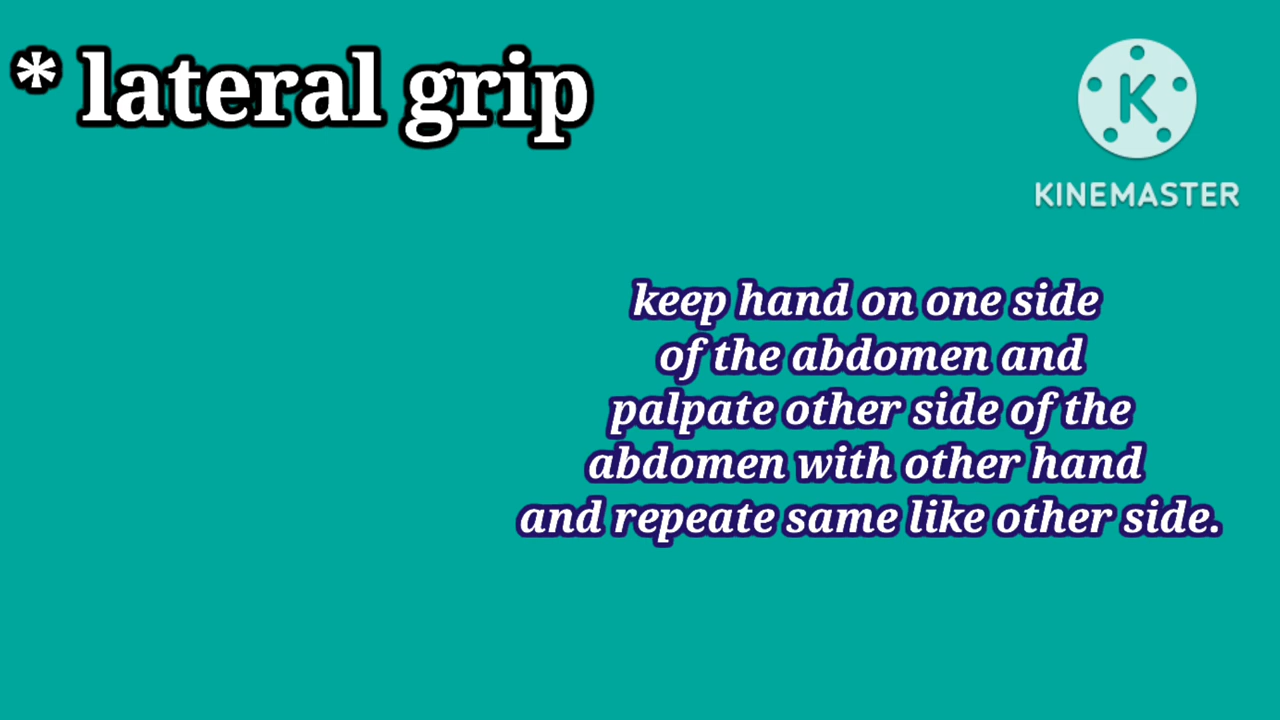 * lateral grip
K
KINEMASTER
keep hand on one side
of the abdomen and
palpate other side of the
abdomen with other hand
and repeate same like other side.